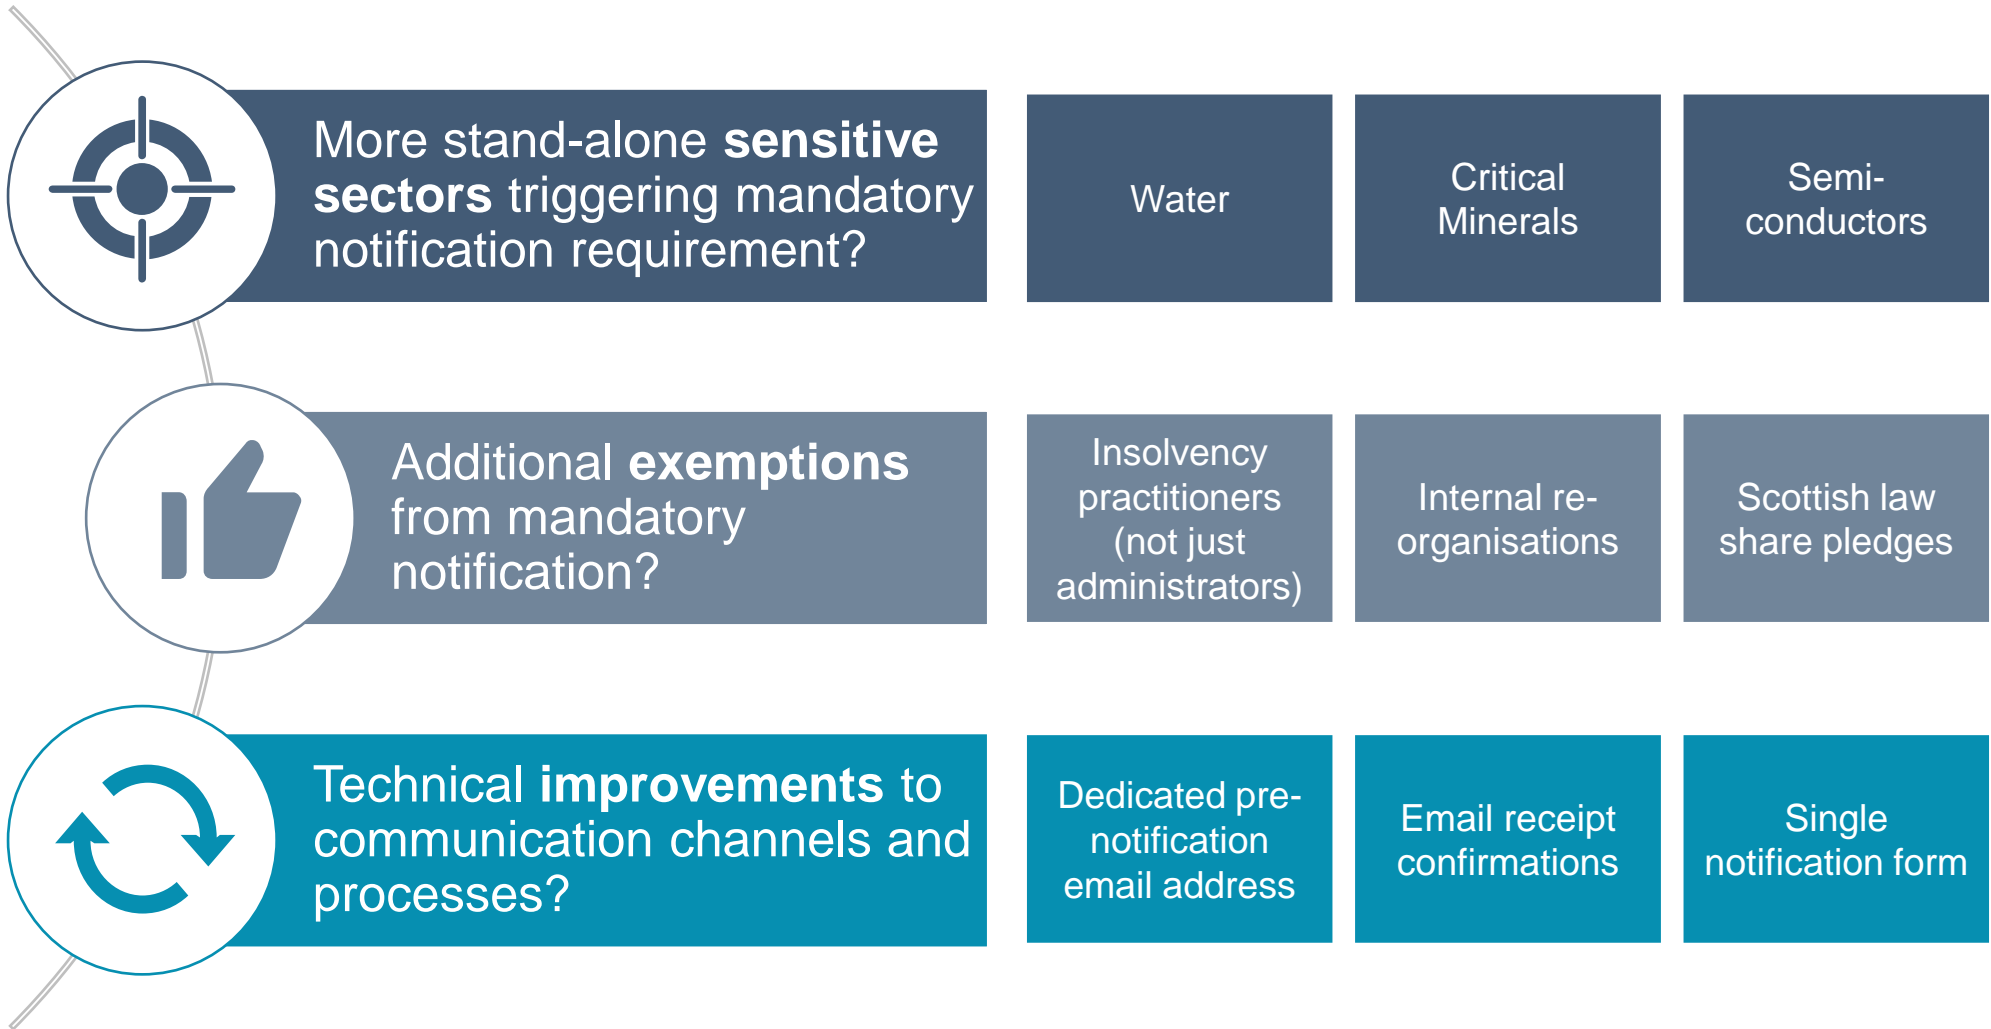 More stand-alone sensitive
sectors triggering mandatory
notification requirement?
Water
Critical
Minerals
Semi-
conductors
Additional exemptions
from mandatory
notification?
Insolvency
practitioners
(not just
administrators)
Internal re-
organisations
Scottish law
share pledges
Technical improvements to
communication channels and
processes?
Dedicated pre-
notification
email address
Email receipt
confirmations
Single
notification form